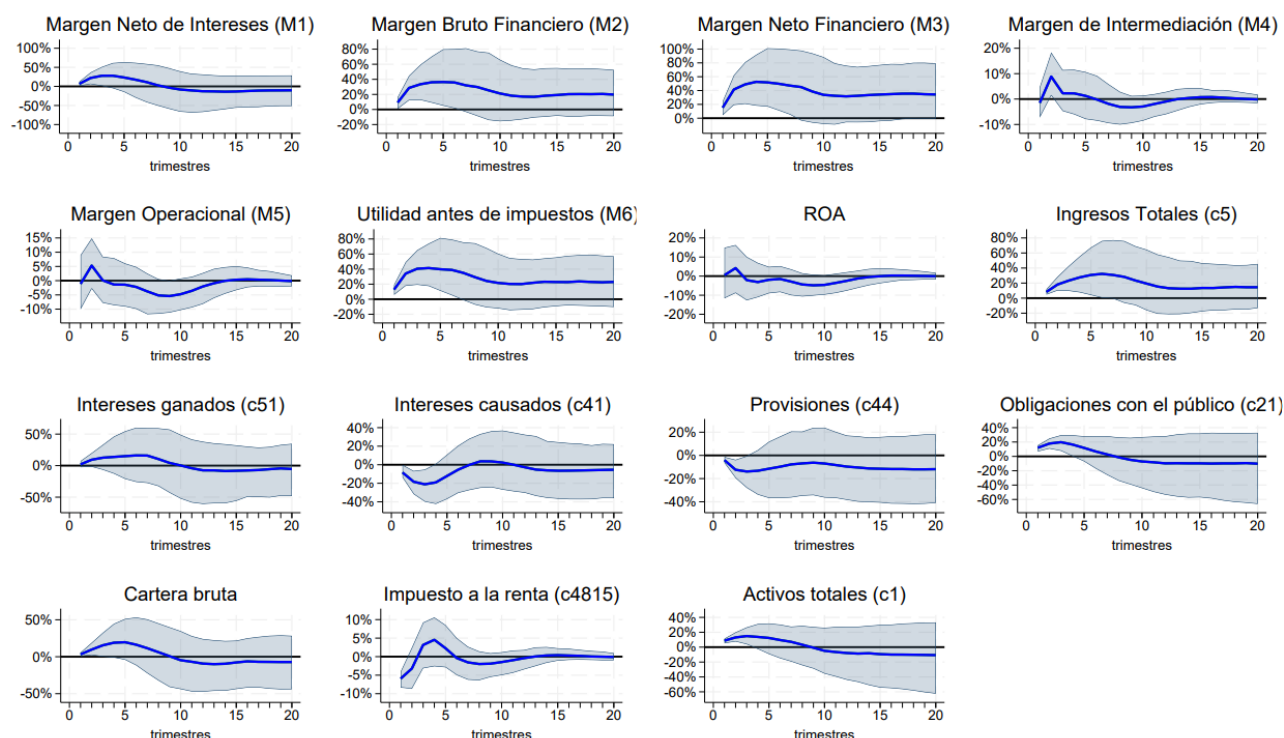 Margen Neto de Intereses (M1)
100%
50%
0%
-50%
-100%
0 5 10 15 20
trimestres
Margen Bruto Financiero (M2)
80%
60%
40%
20%
0%
-20%
0 5 10 15 20
trimestres
Margen Neto Financiero (M3)
100%
80%
60%
40%
20%
0%
0 5 10 15 20
trimestres
Margen de Intermediación (M4)
20%
10%
0%
-10%
0 5 10 15 20
trimestres
Margen Operacional (M5)
15%
10%
5%
0%
-5%
-10%
0 5 10 15 20
trimestres
Utilidad antes de impuestos (M6)
80%
60%
40%
20%
0%
-20%
0 5 10 15 20
trimestres
ROA
20%
10%
0%
-10%
-20%
0 5 10 15 20
trimestres
Ingresos Totales (c5)
80%
60%
40%
20%
0%
-20%
0 5 10 15 20
trimestres
Intereses ganados (c51)
50%
0%
-50%
0 5 10 15 20
trimestres
Intereses causados (c41)
40%
20%
0%
-20%
-40%
0 5 10 15 20
trimestres
Provisiones (c44)
20%
0%
-20%
-40%
0 5 10 15 20
trimestres
Obligaciones con el público (c21)
40%
20%
0%
-20%
-40%
-60%
0 5 10 15 20
trimestres
Cartera bruta
50%
0%
50%
0 5 10 15 20
trimestres
Impuesto a la renta (c4815)
10%
5%
0%
-5%
-10%
0 5 10 15 20
trimestres
Activos totales (c1)
40%
20%
0%
-20%
-40%
-60%
0 5 10 15 20
trimestres